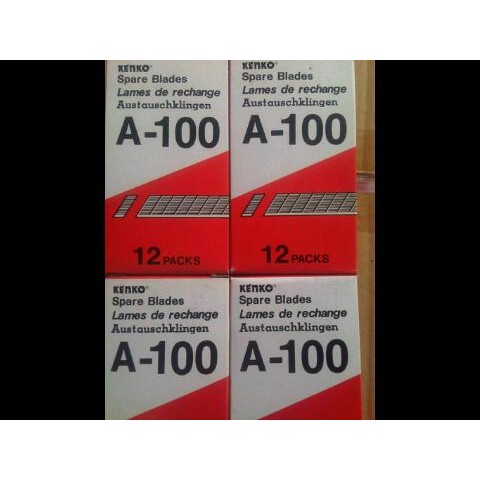 KENKO®
Spare Blades
Lames de rechange
Austauschklingen
A-100
12 PACKS
KENKO®
Spare Blades
Lames de rechange
Austauschklingen
A-100
12 PACKS
KENKO®
Spare Blades
Lames de rechange
Austauschklingen
A-100
KENKO®
Spare Blades
Lames de rechange
Austauschklingen
A-100